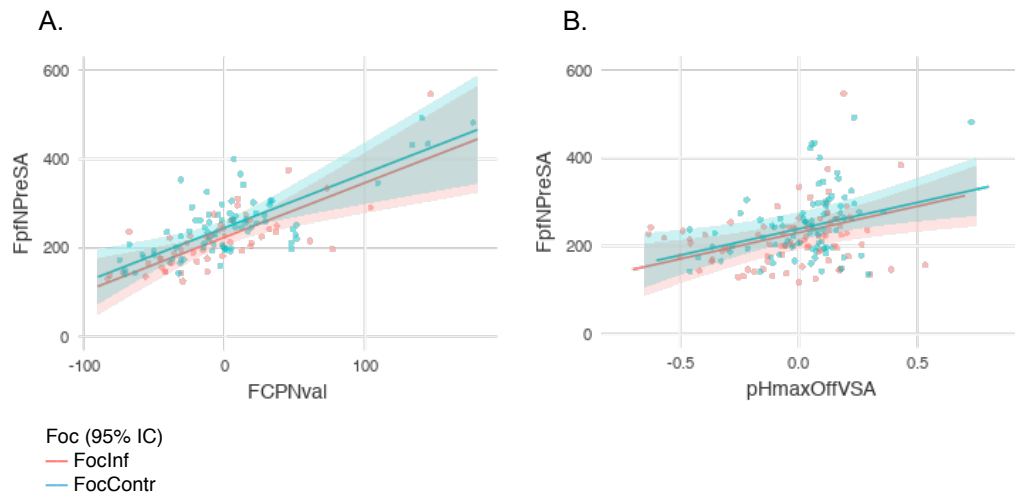 A.
B.
600
400
200
0
FpfNPreSA
-100
0
100
FCPNval
600
400
200
0
FpfNPreSA
-0.5
0.0
0.5
pHmaxOffVSA
Foc (95% IC)
FocInf
FocContr